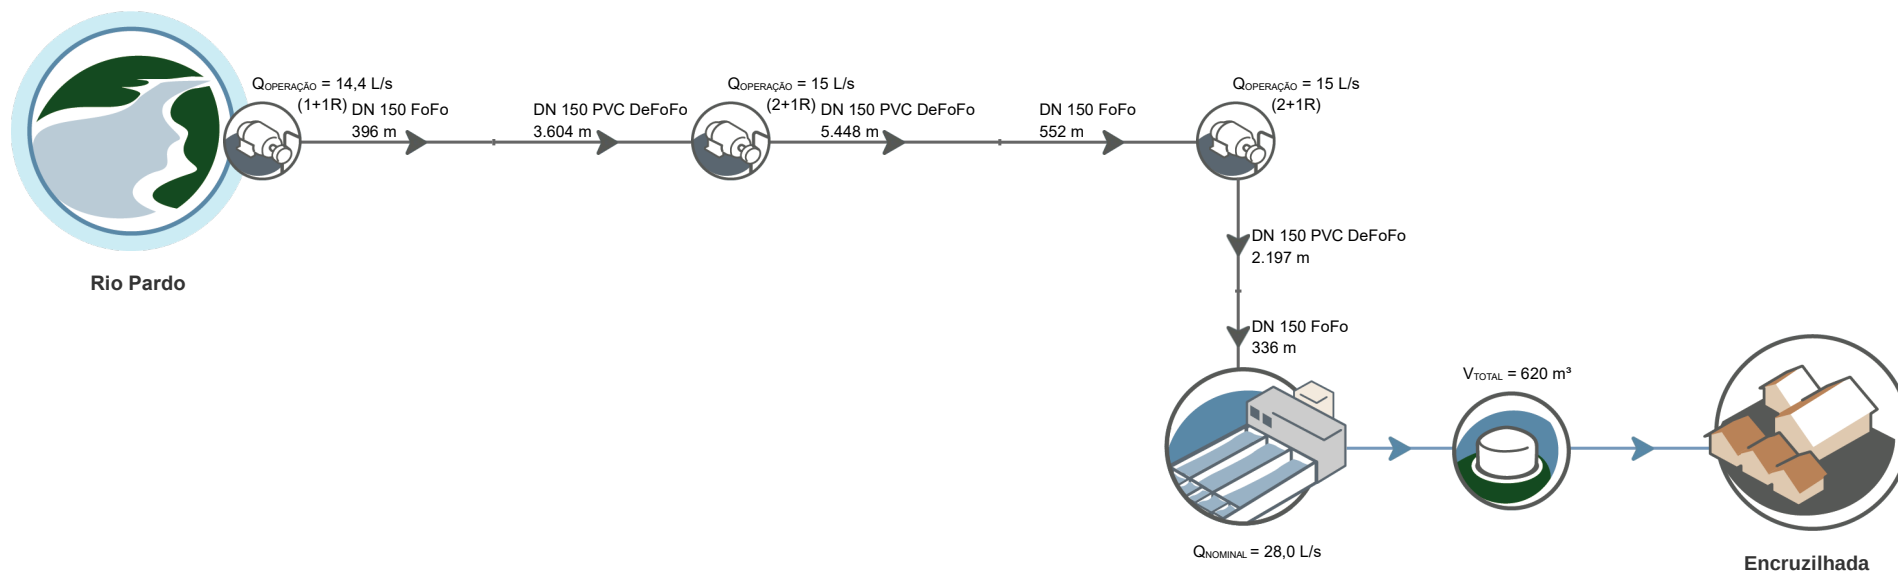 QOPERAÇÃO = 14,4 L/s
(1+1R)
DN 150 FoFo
396 m
DN 150 PVC DeFoFo
3.604 m
QOPERAÇÃO = 15 L/s
(2+1R)
DN 150 PVC DeFoFo
5.448 m
DN 150 FoFo
552 m
QOPERAÇÃO = 15 L/s
(2+1R)
DN 150 PVC DeFoFo
2.197 m
Rio Pardo
DN 150 FoFo
336 m
VTOTAL = 620 m³
QNOMINAL = 28,0 L/s
Encruzilhada